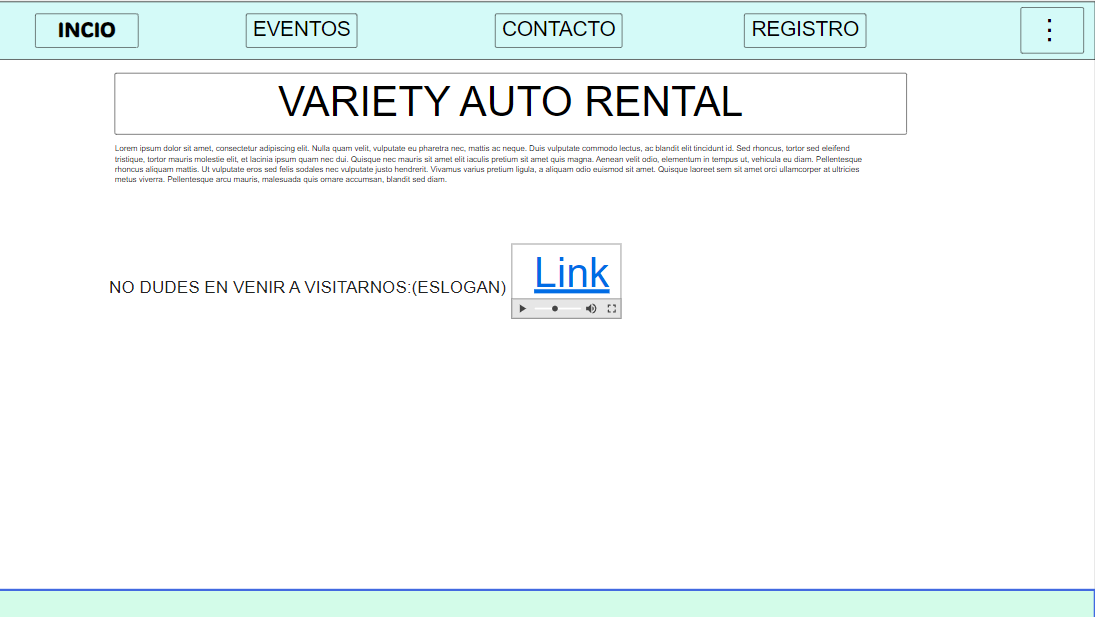 INCIO
EVENTOS
CONTACTO
REGISTRO
VARIETY AUTO RENTAL
Lorem ipsum dolor sit amet, consectetur adipiscing elit. Nulla quam velit, vulputate eu pharetra nec, mattis ac neque. Duis vulputate commodo lectus, ac blandit elit tincidunt id. Sed rhoncus, tortor sed eleifend
tristique, tortor mauris molestie elit, et lacinia ipsum quam nec dui. Quisque nec mauris sit amet elit iaculis pretium sit amet quis magna. Aenean velit odio, elementum in tempus ut, vehicula eu diam. Pellentesque
rhoncus aliquam mattis. Ut vulputate eros sed felis sodales nec vulputate justo hendrerit. Vivamus varius pretium ligula, a aliquam odio euismod sit amet. Quisque laoreet sem sit amet orci ullamcorper at ultricies
metus viverra. Pellentesque arcu mauris, malesuada quis ornare accumsan, blandit sed diam.
NO DUDES EN VENIR A VISITARNOS:(ESLOGAN)
Link